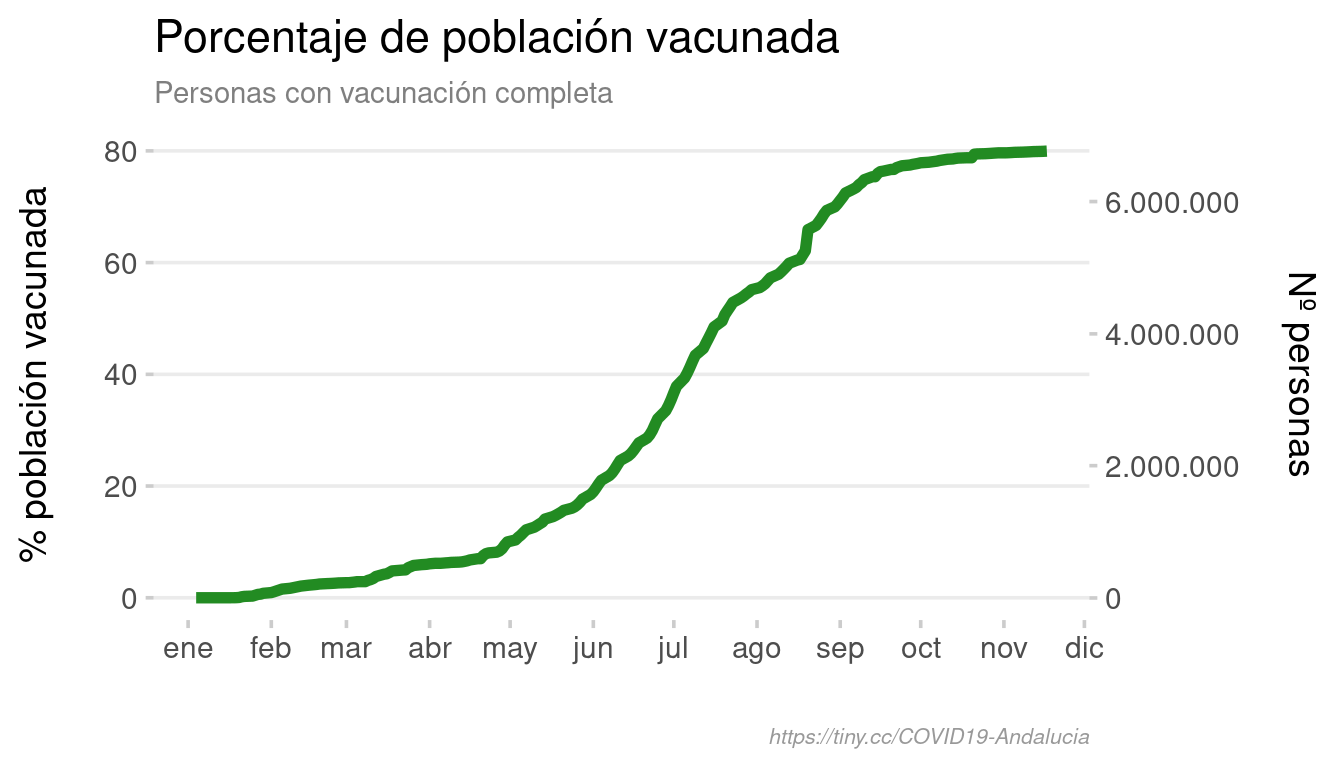 Porcentaje de población vacunada
Personas con vacunación completa
% población vacunada
80
60
40
20
0
6.000.000
4.000.000
2.000.000
0
Nº personas
ene feb mar abr may jun jul ago sep oct nov dic
https://tiny.cc/COVID19-Andalucia